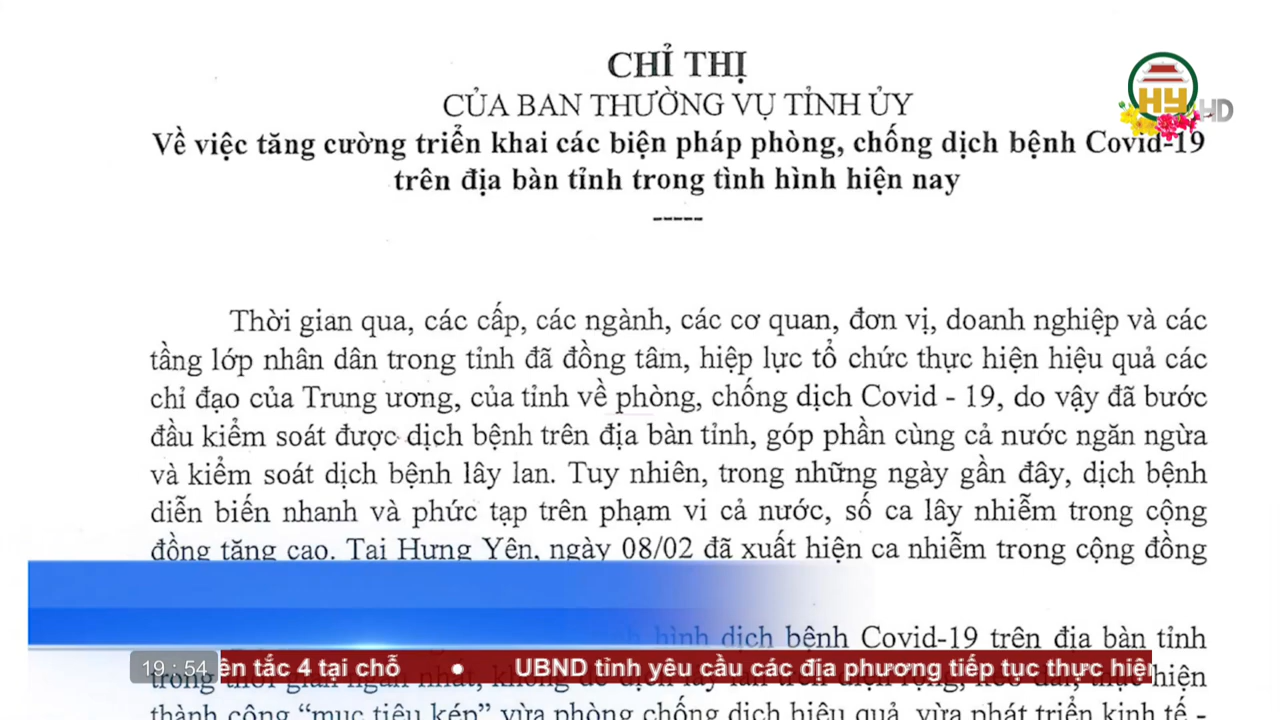 CHỈ THỊ
CỦA BAN THƯỜNG VỤ TỈNH ỦY
Về việc tăng cường triển khai các biện pháp phòng, chống dịch bệnh Covid-19
trên địa bàn tỉnh trong tình hình hiện nay
-----
HY HD
Thời gian qua, các cấp, các ngành, các cơ quan, đơn vị, doanh nghiệp và các
tầng lớp nhân dân trong tỉnh đã đồng tâm, hiệp lực tổ chức thực hiện hiệu quả các
chỉ đạo của Trung ương, của tỉnh về phòng, chống dịch Covid - 19, do vậy đã bước
đầu kiểm soát được dịch bệnh trên địa bàn tỉnh, góp phần cùng cả nước ngăn ngừa
và kiểm soát dịch bệnh lây lan. Tuy nhiên, trong những ngày gần đây, dịch bệnh
diễn biến nhanh và phức tạp trên phạm vi cả nước, số ca lây nhiễm trong cộng
đồng tăng cao. Tại Hưng Yên, ngày 08/02 đã xuất hiện ca nhiễm trong cộng đồng
hình dịch bệnh Covid-19 trên địa bàn tỉnh
19:54 ên tắc 4 tại chỗ • UBND tỉnh yêu cầu các địa phương tiếp tục thực hiện
hiện
thành công “mục tiêu kép” vừa phòng chống dịch hiệu quả, vừa phát triển kinh tế -